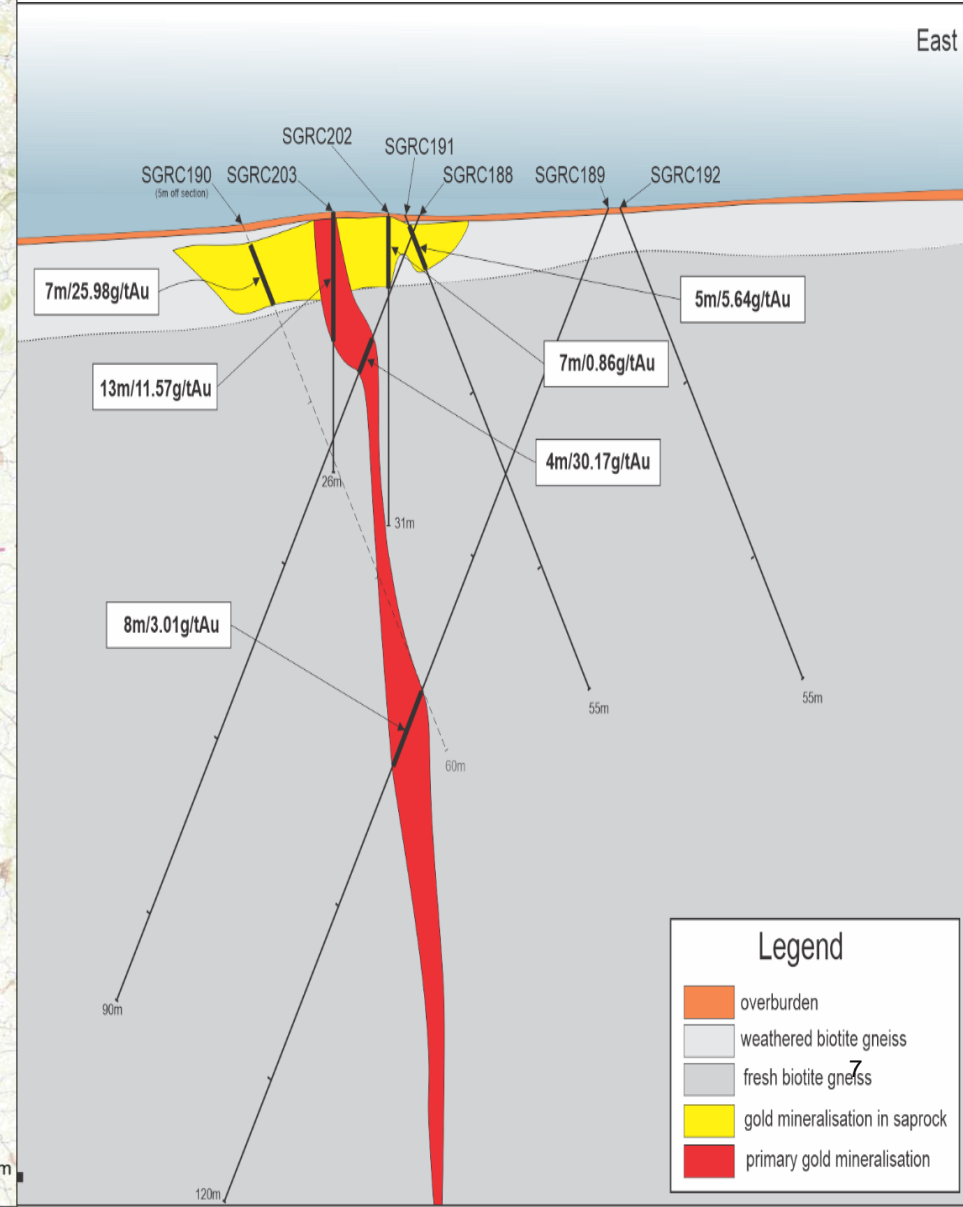 East
SGRC202
SGRC191
SGRC190
(5m off section)
SGRC203
SGRC188
SGRC189
SGRC192
7m/25.98g/tAu
5m/5.64g/tAu
13m/11.57g/tAu
7m/0.86g/tAu
4m/30.17g/tAu
26m
31m
8m/3.01g/tAu
55m
55m
60m
90m
120m
m
Legend
overburden
weathered biotite gneiss
fresh biotite gneiss
7
gold mineralisation in saprock
primary gold mineralisation